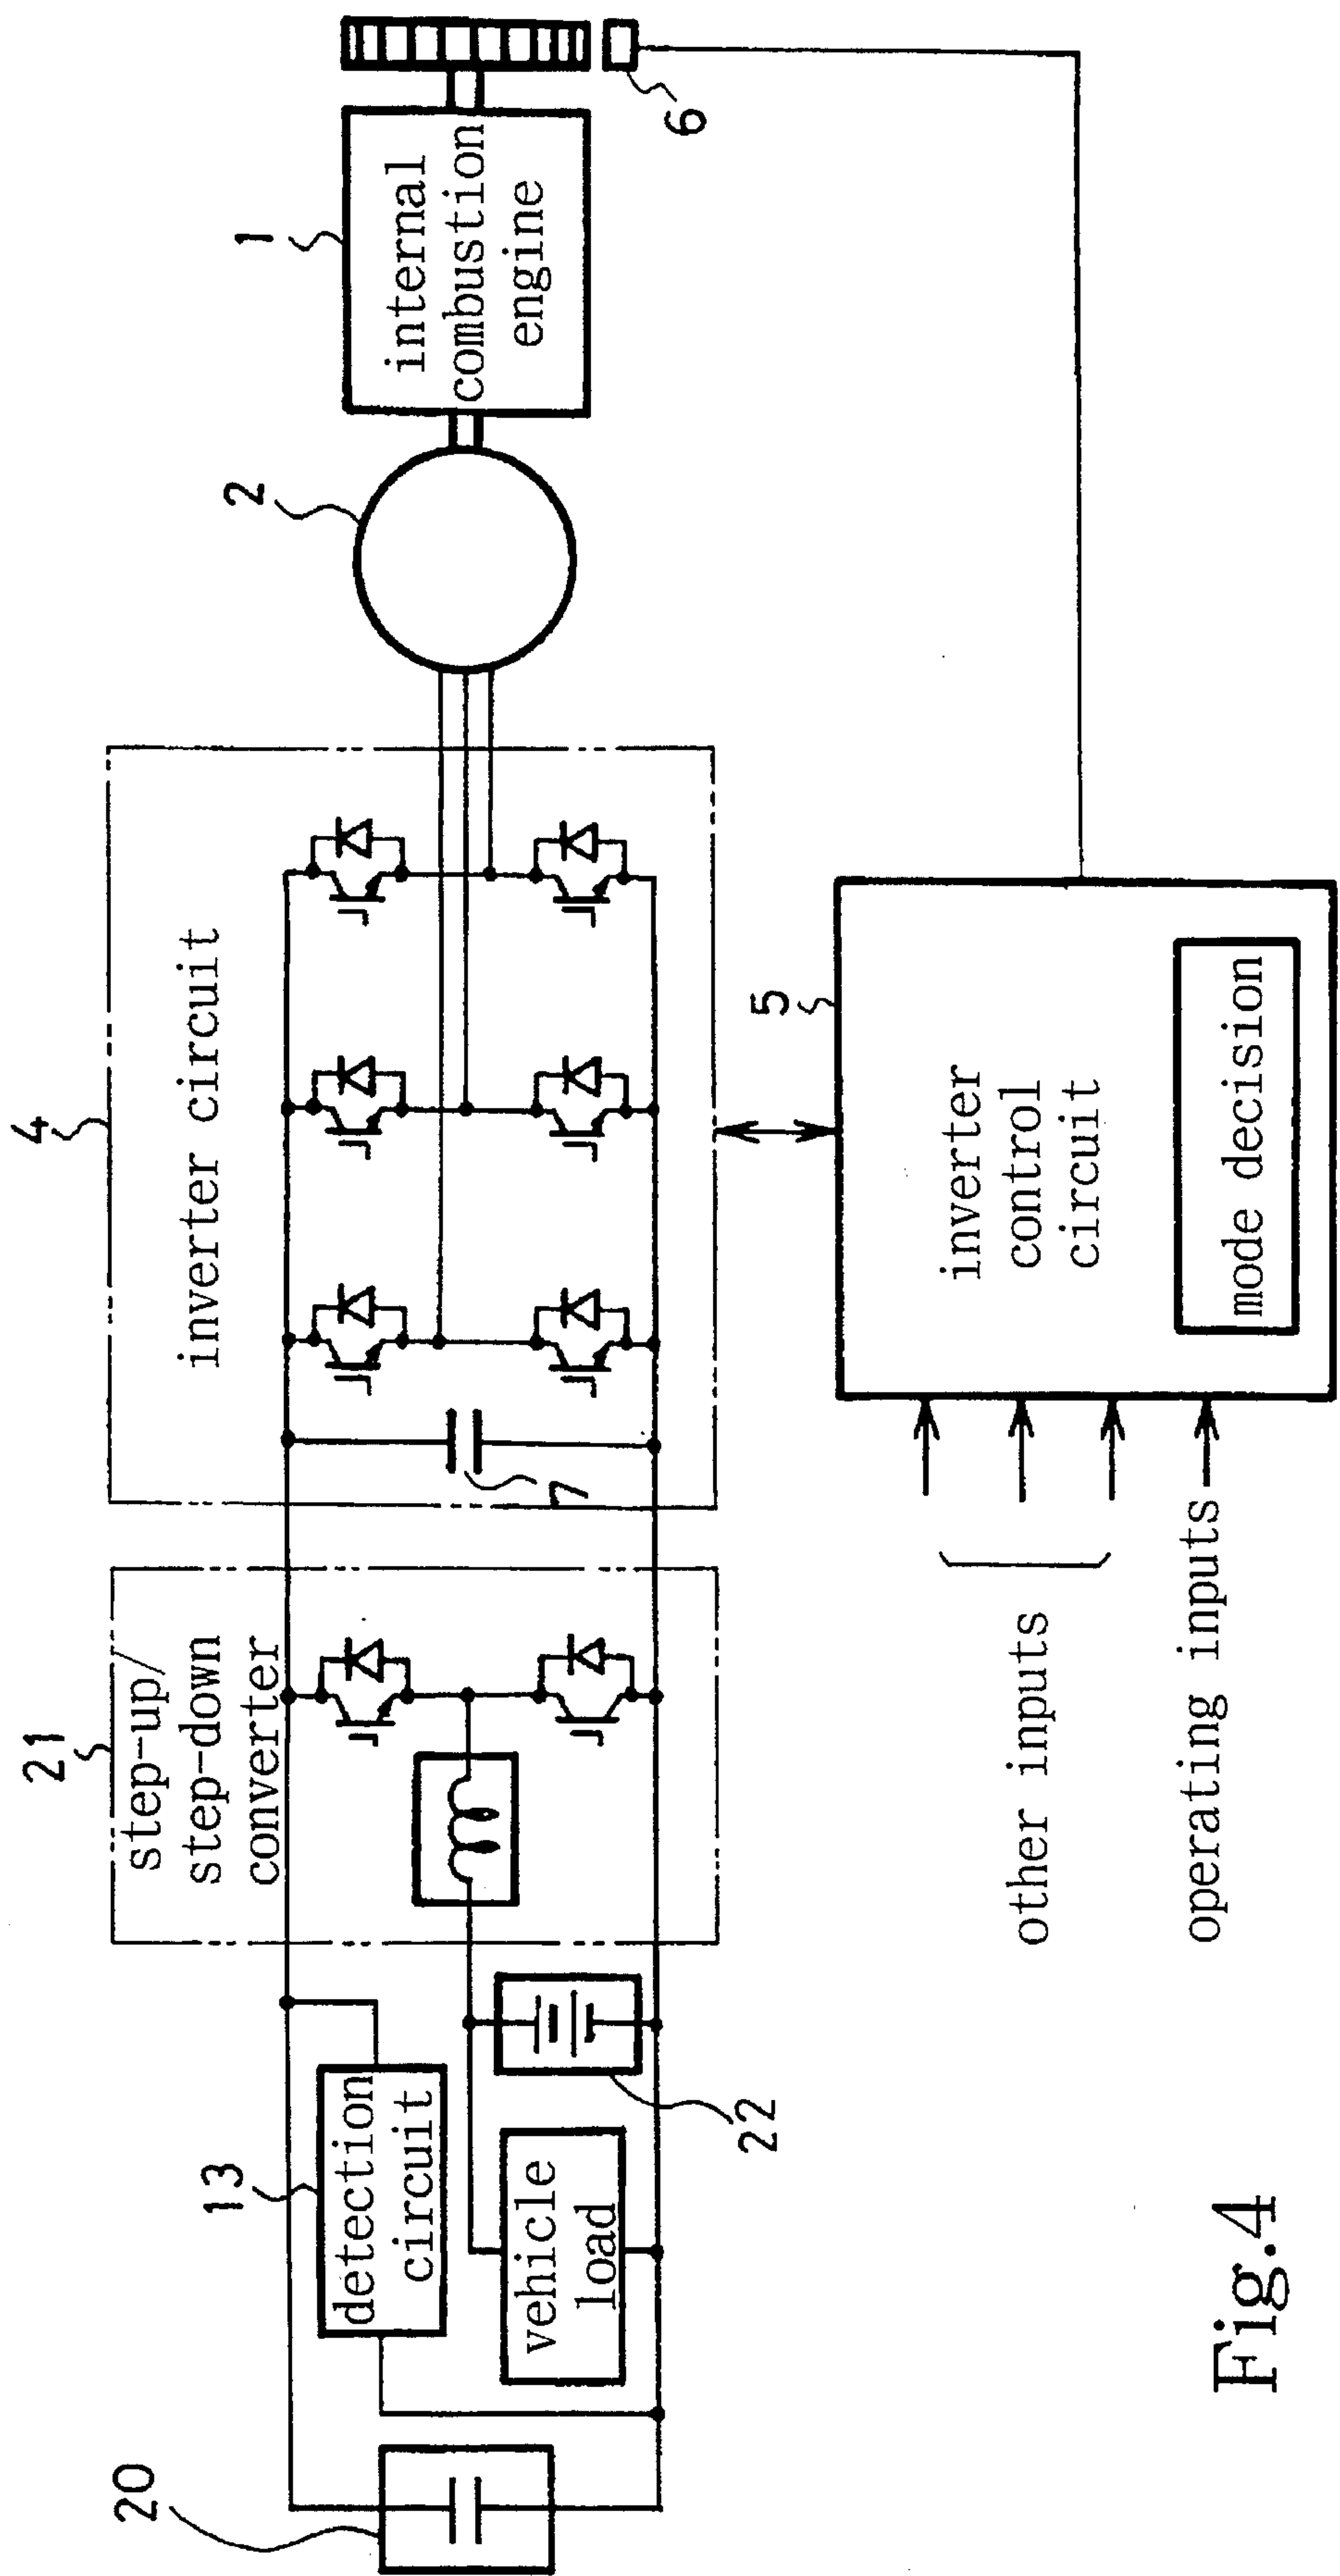 20
13
detection
circuit
vehicle
load
22
21
step-up/
step-down
converter
4
inverter circuit
7
2
1
internal
combustion
engine
6
5
inverter
control
circuit
mode decision
other inputs
operating inputs
Fig.4